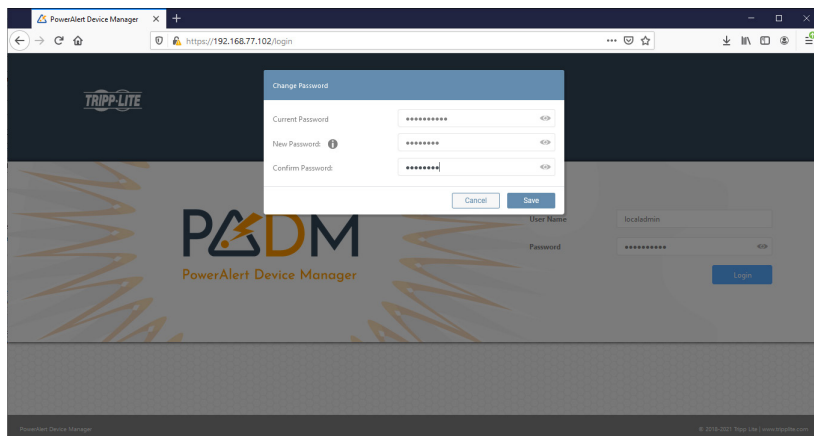 PowerAlert Device Manager
https://192.168.77.102/login
TRIPP·LITE
Change Password
Current Password
New Password:
Confirm Password:
Cancel Save
User Name localadmin
Password
Login
PADM
PowerAlert Device Manager
PowerAlert Device Manager
© 2018-2021 Tripp Lite | www.tripplite.com